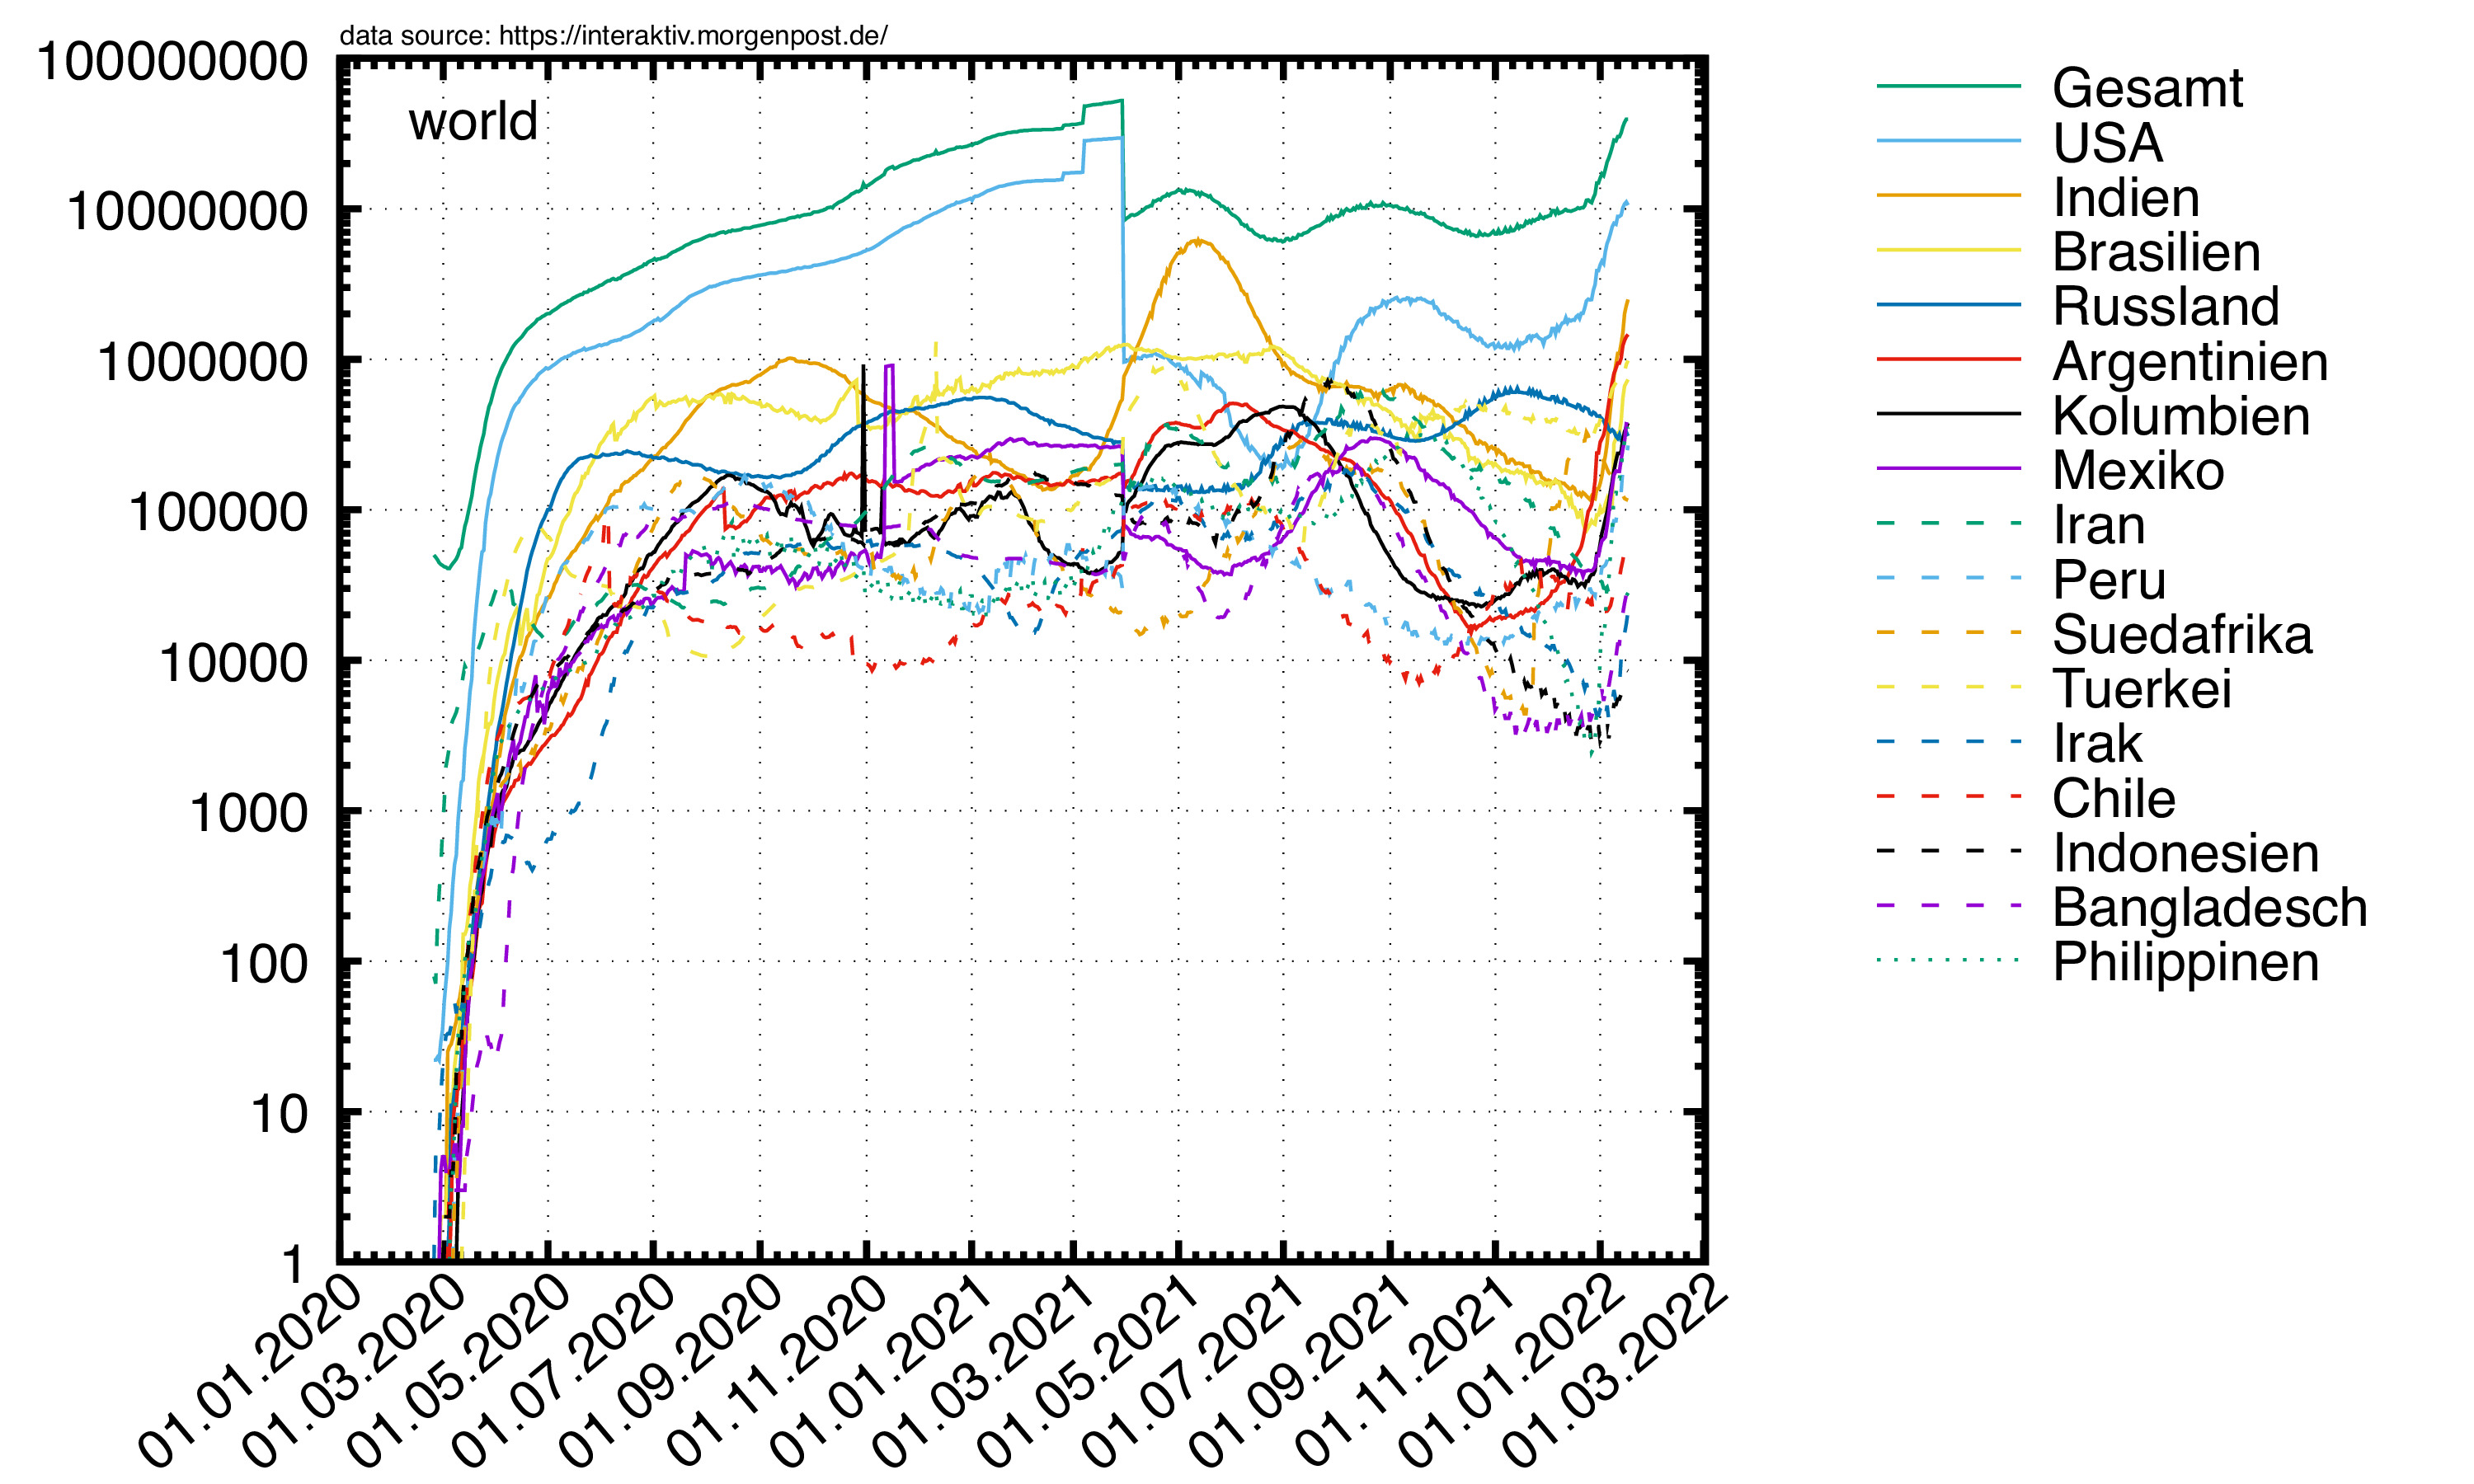 data source: https://interaktiv.morgenpost.de/
world
100000000
10000000
1000000
100000
10000
1000
100
10
1
01.01.2020
01.03.2020
01.05.2020
01.07.2020
01.09.2020
01.11.2020
01.01.2021
01.03.2021
01.05.2021
01.07.2021
01.09.2021
01.11.2021
01.01.2022
01.03.2022
Gesamt
USA
Indien
Brasilien
Russland
Argentinien
Kolumbien
Mexiko
Iran
Peru
Suedafrika
Tuerkei
Irak
Chile
Indonesien
Bangladesch
Philippinen